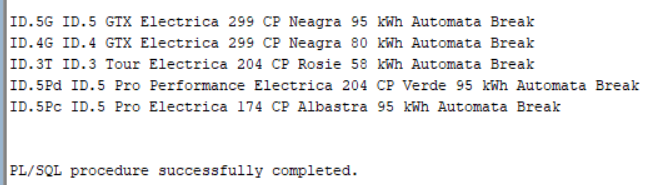 ID.5G ID.5 GTX Electrica 299 CP Neagra 95 kWh Automata Break
ID.4G ID.4 GTX Electrica 299 CP Neagra 80 kWh Automata Break
ID.3T ID.3 Tour Electrica 204 CP Rosie 58 kWh Automata Break
ID.5Pd ID.5 Pro Performance Electrica 204 CP Verde 95 kWh Automata Break
ID.5Pc ID.5 Pro Electrica 174 CP Albastra 95 kWh Automata Break
PL/SQL procedure successfully completed.